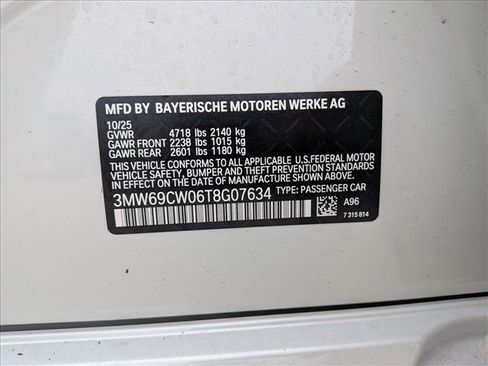 MFD BY BAYERISCHE MOTOREN WERKE AG
10/25
GVWR 4718 lbs 2140 kg
GAWR FRONT 2238 lbs 1015 kg
GAWR REAR 2601 lbs 1180 kg
THIS VEHICLE CONFORMS TO ALL APPLICABLE U.S.FEDERAL MOTOR
VEHICLE SAFETY, BUMPER AND THEFT PREVENTION STANDARDS
IN EFFECT ON THE DATE OF MANUFACTURE SHOWN ABOVE.
3MW69CW06T8G07634 TYPE: PASSENGER CAR
A96
7 315 814